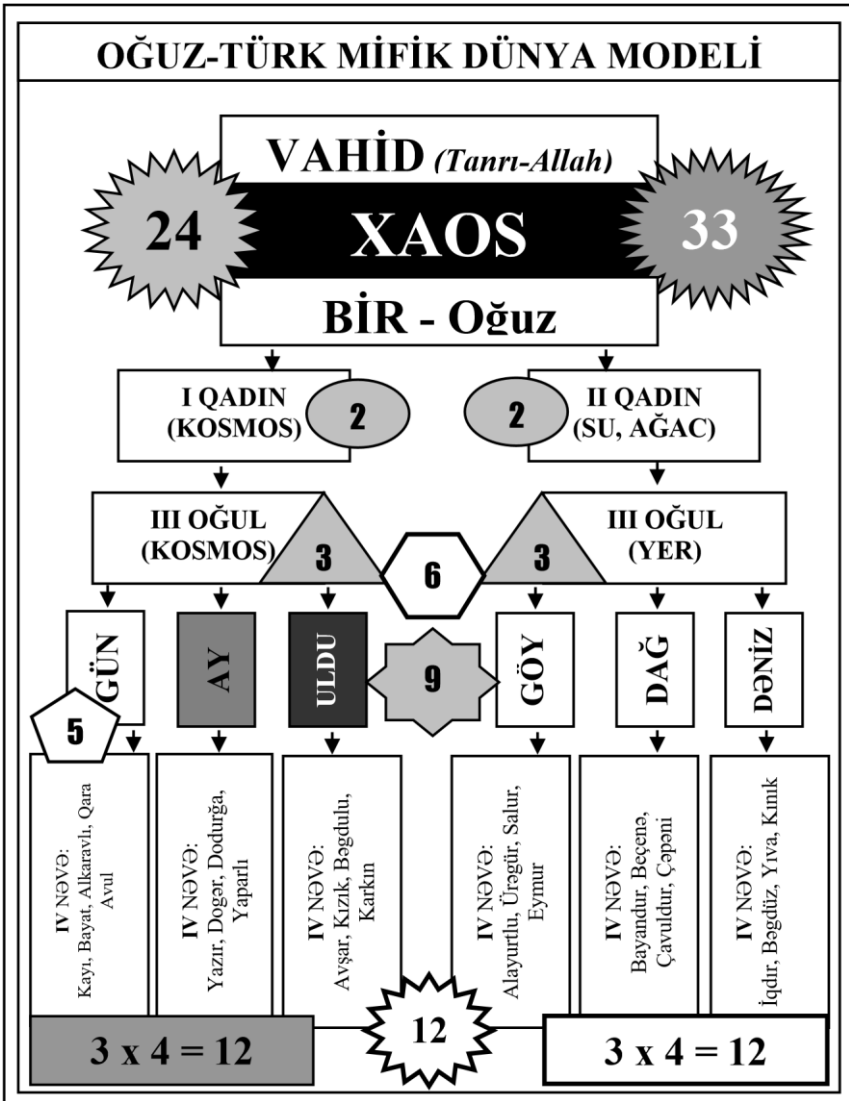 OĞUZ-TÜRK MİFİK DÜNYA MODELİ
VAHİD (Tanrı-Allah)
24
XAOS
33
BİR - Oğuz
I QADIN
(KOSMOS)
2
2
II QADIN
(SU, AĞAC)
III OĞUL
(KOSMOS)
3
6
3
III OĞUL
(YER)
GÜN
AY
ULDU
9
GÖY
DAĞ
DƏNİZ
5
IV NƏVƏ:
Kayı, Bayat, Alkaravlı, Qara
Avul
IV NƏVƏ:
Yazır, Dogər, Dodurğa,
Yaparlı
IV NƏVƏ:
Avşar, Kızık, Bəgdulu,
Karkın
IV NƏVƏ:
Alayurtlu, Ürəgür, Salur,
Eymur
IV NƏVƏ:
Bayandur, Beçenə,
Çavuldur, Çəpəni
IV NƏVƏ:
İqdır, Bəgdüz, Yıva, Kınık
3 x 4 = 12
12
3 x 4 = 12